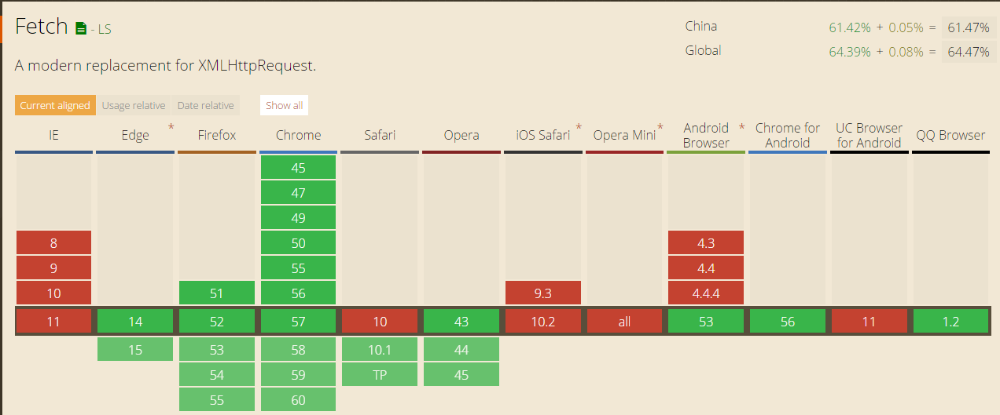 Fetch - LS
China 61.42% + 0.05% = 61.47%
Global 64.39% + 0.08% = 64.47%
A modern replacement for XMLHttpRequest.
Current aligned Usage relative Date relative Show all
IE Edge * Firefox Chrome Safari Opera iOS Safari * Opera Mini * Android Browser * Chrome for Android UC Browser for Android QQ Browser
45
47
49
8 50 4.3
9 55 4.4
10 51 56 9.3 4.4.4
11 14 52 57 10 43 10.2 all 53 56 11 1.2
15 53 58 10.1 44
54 59 TP 45
55 60